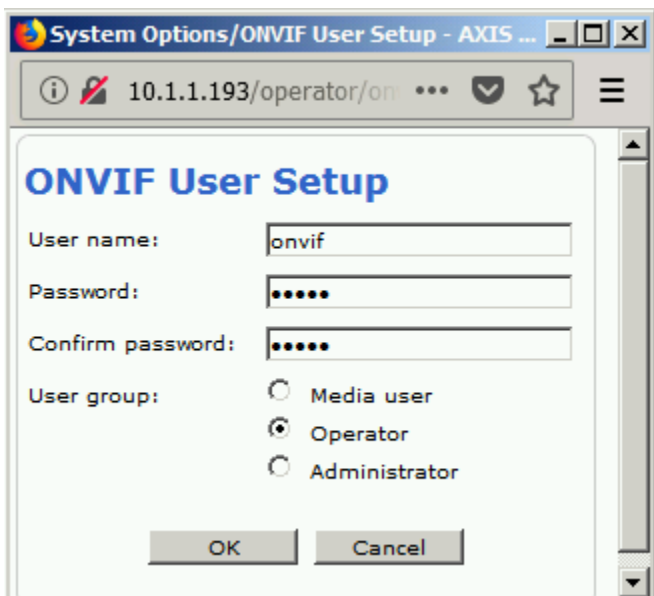 System Options/ONVIF User Setup - AXIS ...
10.1.1.193/operator/on
ONVIF User Setup
User name: onvif
Password: •••••
Confirm password: •••••
User group: Media user
Operator
Administrator
OK Cancel